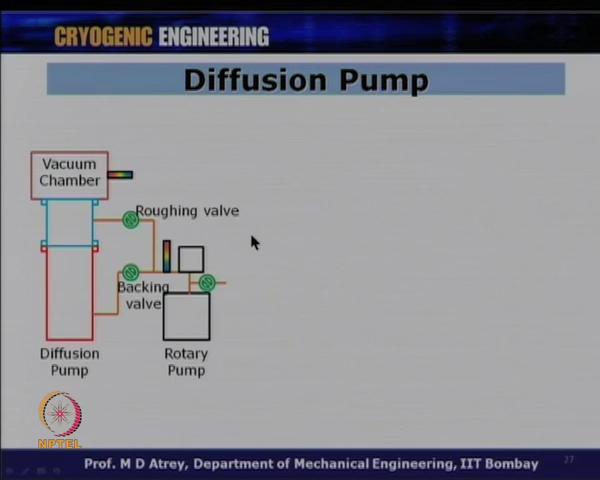 CRYOGENIC ENGINEERING
Diffusion Pump
Vacuum
Chamber
Roughing valve
Backing
valve
Diffusion
Pump
Rotary
Pump
NPTEL
Prof. M D Atrey, Department of Mechanical Engineering, IIT Bombay
27